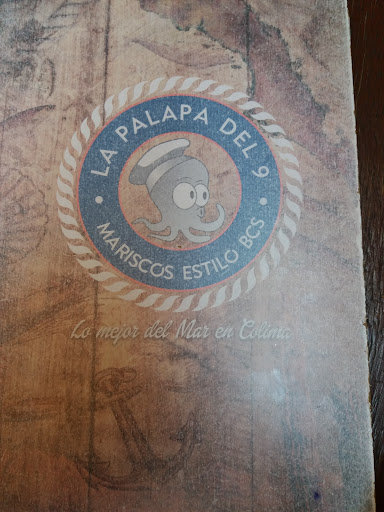 LA PALAPA DEL 9
MARISCOS ESTILO BCS
Lo mejor del Mar en Colima